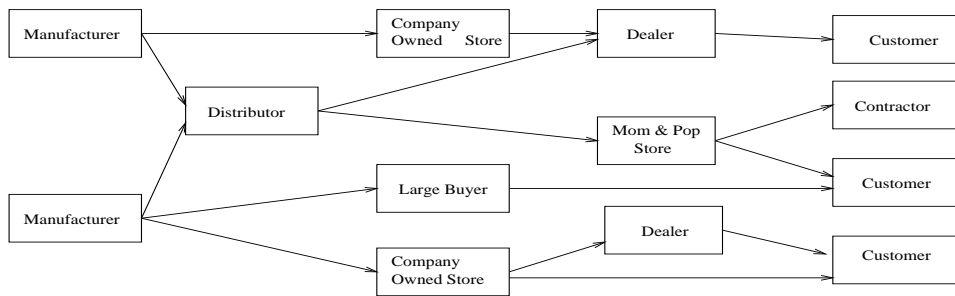 Manufacturer
Company
Owned Store
Dealer
Customer
Distributor
Contractor
Mom & Pop
Store
Manufacturer
Large Buyer
Customer
Dealer
Company
Owned Store
Customer